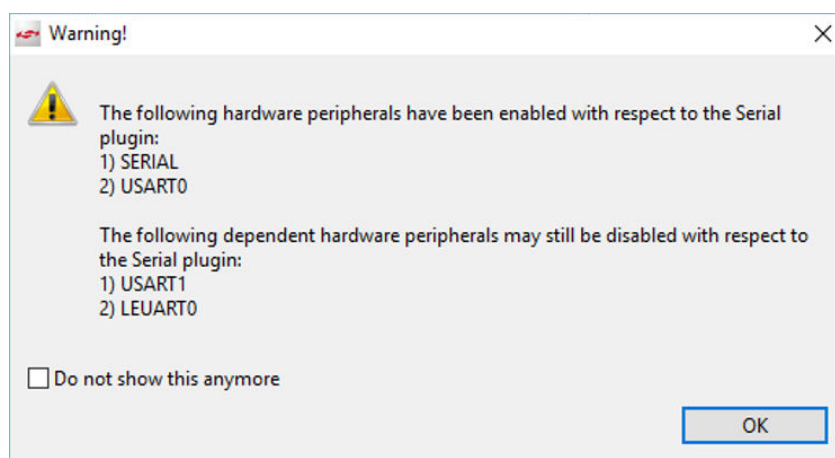 Warning!
The following hardware peripherals have been enabled with respect to the Serial
plugin:
1) SERIAL
2) USART0
The following dependent hardware peripherals may still be disabled with respect to
the Serial plugin:
1) USART1
2) LEUART0
Do not show this anymore
OK